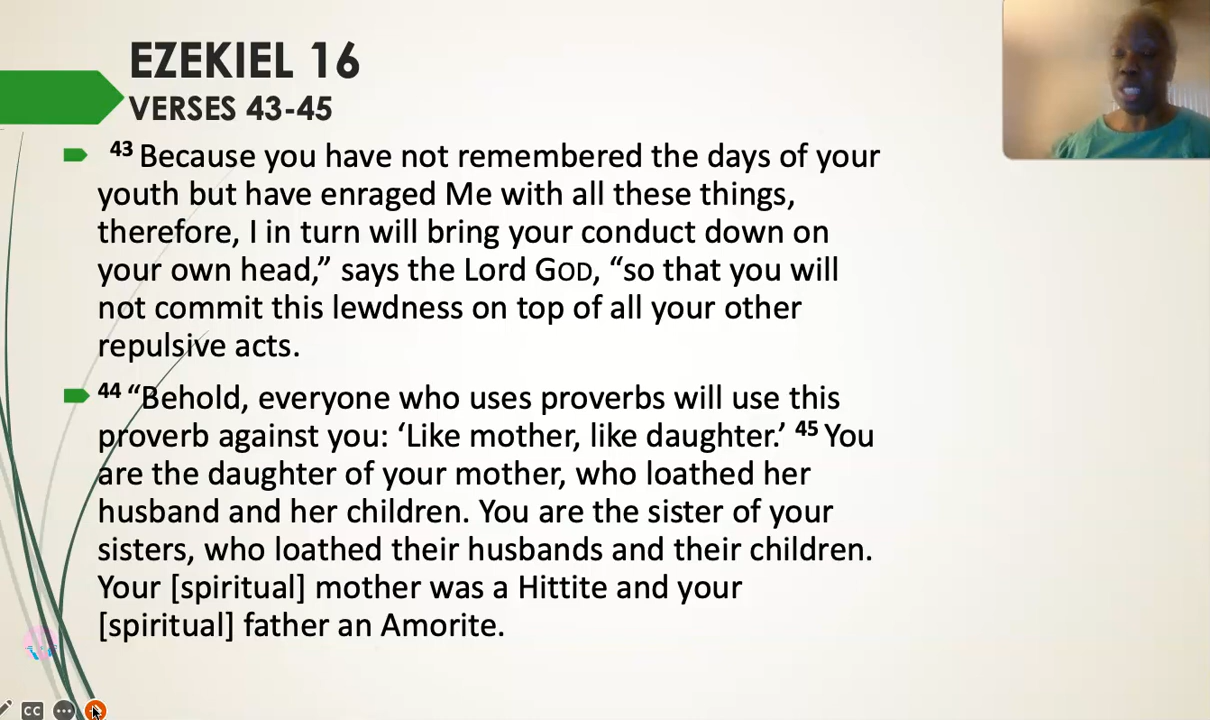 EZEKIEL 16
VERSES 43-45
43 Because you have not remembered the days of your
youth but have enraged Me with all these things,
therefore, I in turn will bring your conduct down on
your own head,” says the Lord GOD, “so that you will
not commit this lewdness on top of all your other
repulsive acts.
44 “Behold, everyone who uses proverbs will use this
proverb against you: ‘Like mother, like daughter.’ 45 You
are the daughter of your mother, who loathed her
husband and her children. You are the sister of your
sisters, who loathed their husbands and their children.
Your [spiritual] mother was a Hittite and your
[spiritual] father an Amorite.
CC